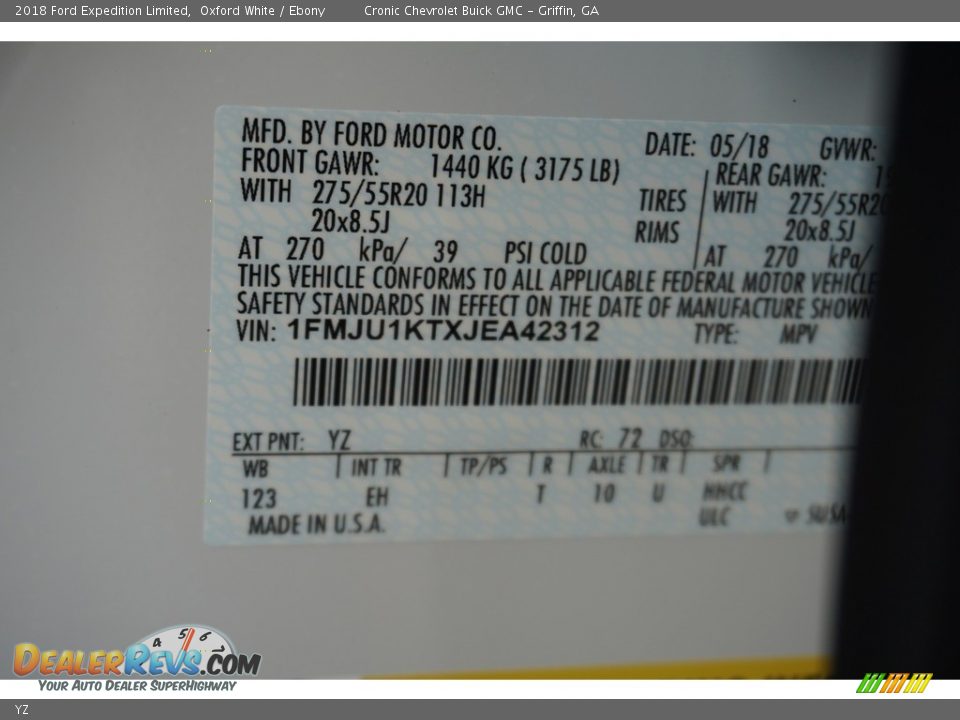 2018 Ford Expedition Limited, Oxford White / Ebony Cronic Chevrolet Buick GMC - Griffin, GA
MFD. BY FORD MOTOR CO. DATE: 05/18 GVWR:
FRONT GAWR: 1440 KG ( 3175 LB) REAR GAWR:
WITH 275/55R20 113H TIRES WITH 275/55R20
20x8.5J RIMS 20x8.5J
AT 270 kPa/ 39 PSI COLD AT 270 kPa/
THIS VEHICLE CONFORMS TO ALL APPLICABLE FEDERAL MOTOR VEHICLE
SAFETY STANDARDS IN EFFECT ON THE DATE OF MANUFACTURE SHOWN
VIN: 1FMJU1KTXJEA42312 TYPE: MPV
EXT PNT: YZ RC: 72 DSO:
WB INT TR TP/PS R AXLE TR SPR
123 EH T 10 U HHCC
MADE IN U.S.A. ULC
4 5 6
DEALERREVS.COM
YOUR AUTO DEALER SUPERHIGHWAY
YZ